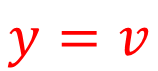 y = v